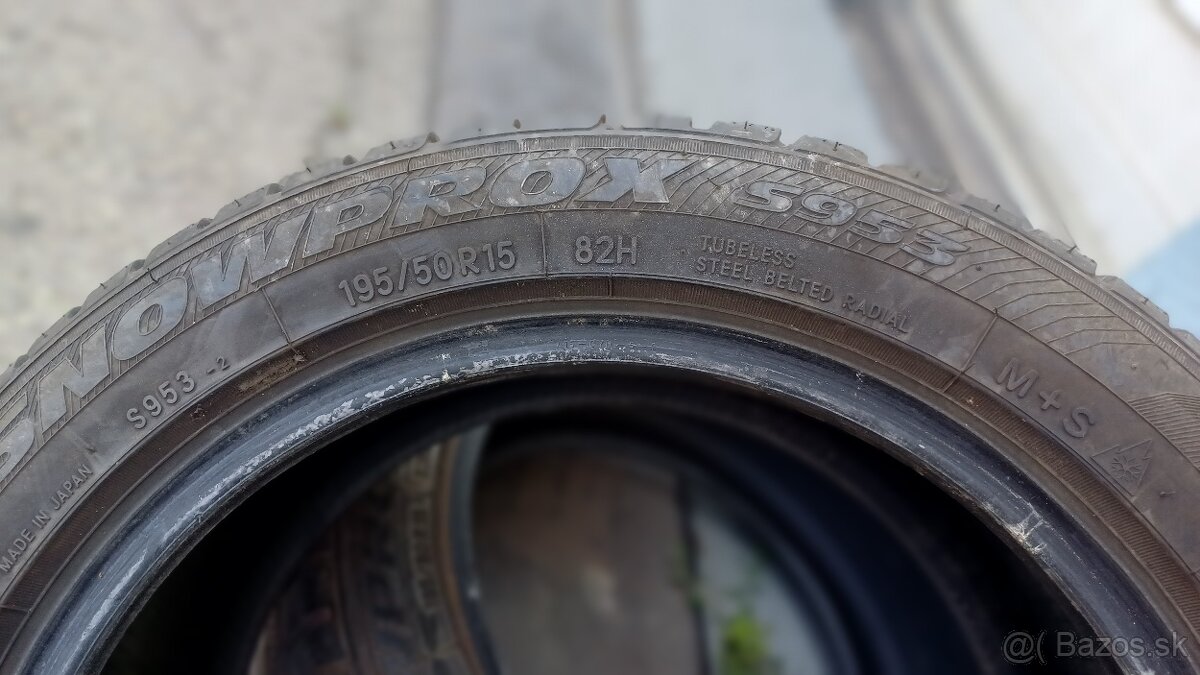 SNOWPROX S953
195/50R15 82H TUBELESS
STEEL BELTED RADIAL
M+S
S953 -2
MADE IN JAPAN
@( Bazos.sk